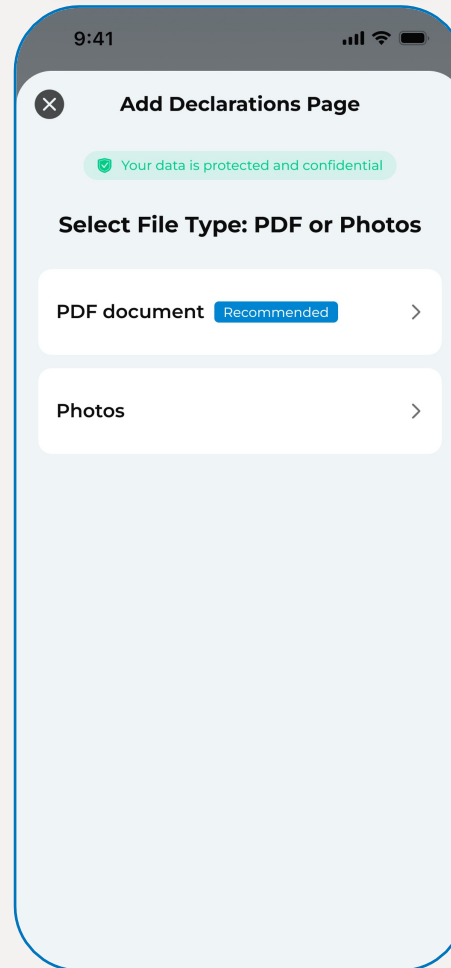 9:41
Add Declarations Page
Your data is protected and confidential
Select File Type: PDF or Photos
PDF document Recommended
Photos